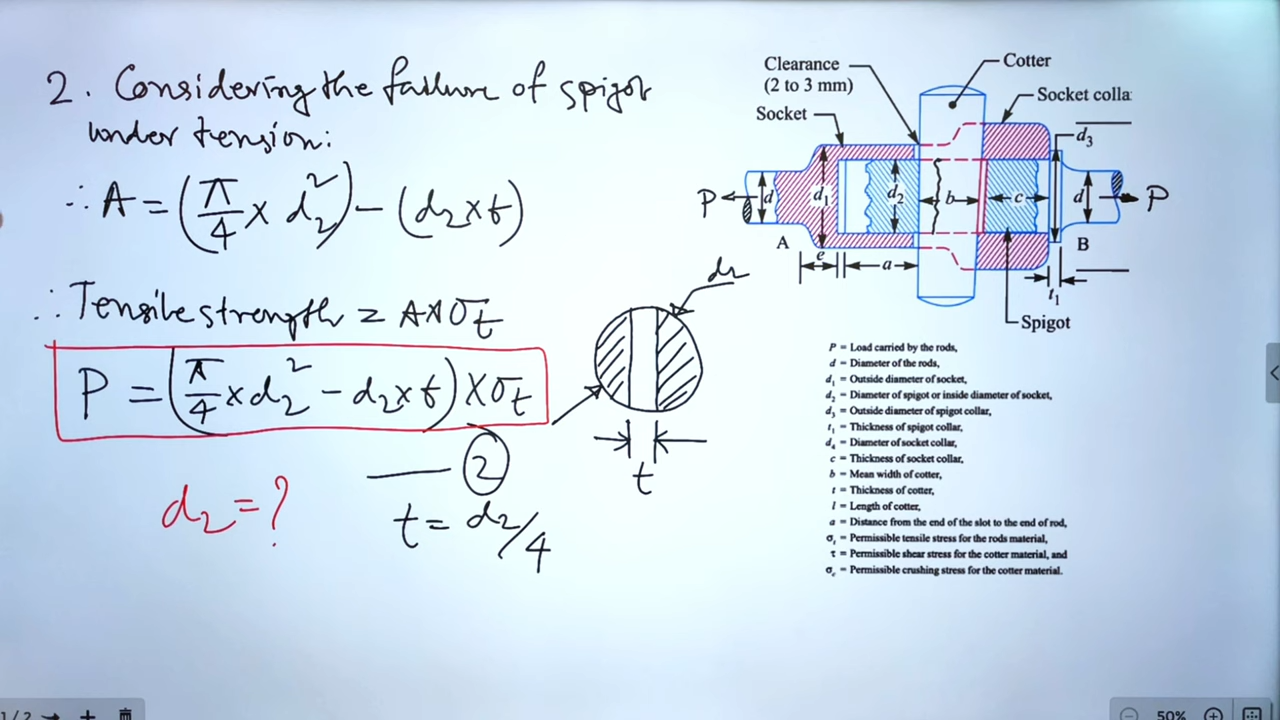 2. Considering the failure of spigot
under tension:
∴ A = (π/4 × d₂²) − (d₂×t)
∴ Tensile strength = A×σt
P = (π/4 × d₂² − d₂×t) × σt
— ②
d₂ = ?
t = d₂/4
d₂
t
Clearance
(2 to 3 mm)
Socket
Cotter
Socket colla
d₃
P
d
d₁
d₂
b
c
d
P
A
e
a
B
t₁
Spigot
P = Load carried by the rods,
d = Diameter of the rods,
d₁ = Outside diameter of socket,
d₂ = Diameter of spigot or inside diameter of socket,
d₃ = Outside diameter of spigot collar,
t₁ = Thickness of spigot collar,
d₄ = Diameter of socket collar,
c = Thickness of socket collar,
b = Mean width of cotter,
t = Thickness of cotter,
l = Length of cotter,
a = Distance from the end of the slot to the end of rod,
σt = Permissible tensile stress for the rods material,
τ = Permissible shear stress for the cotter material, and
σc = Permissible crushing stress for the cotter material.
1/2
50%